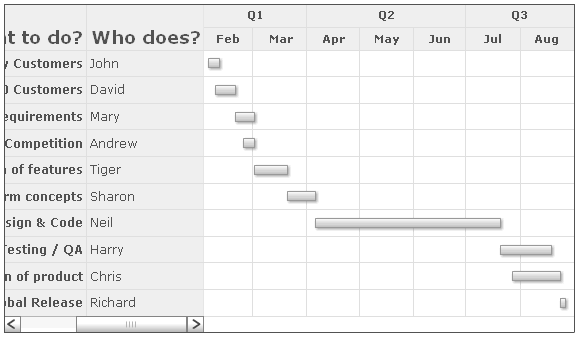 Q1 Q2 Q3
t to do? Who does? Feb Mar Apr May Jun Jul Aug
y Customers John
Customers David
equirements Mary
Competition Andrew
n of features Tiger
rm concepts Sharon
sign & Code Neil
Testing / QA Harry
n of product Chris
bal Release Richard